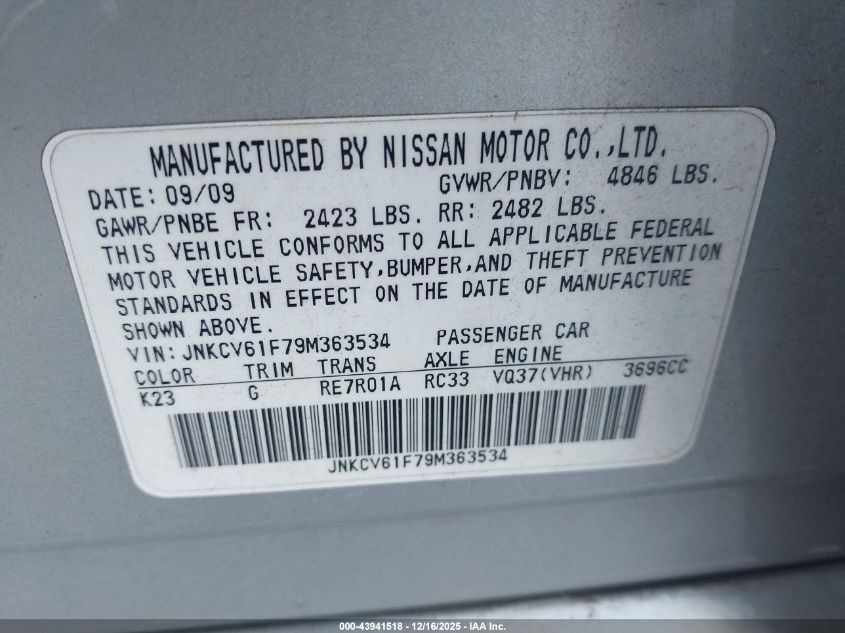 MANUFACTURED BY NISSAN MOTOR CO.,LTD.
DATE: 09/09 GVWR/PNBV: 4846 LBS.
GAWR/PNBE FR: 2423 LBS. RR: 2482 LBS.
THIS VEHICLE CONFORMS TO ALL APPLICABLE FEDERAL
MOTOR VEHICLE SAFETY,BUMPER,AND THEFT PREVENTION
STANDARDS IN EFFECT ON THE DATE OF MANUFACTURE
SHOWN ABOVE.
VIN: JNKCV61F79M363534 PASSENGER CAR
COLOR TRIM TRANS AXLE ENGINE
K23 G RE7R01A RC33 VQ37(VHR) 3696CC
JNKCV61F79M363534
000-43941518 - 12/16/2025 - IAA Inc.